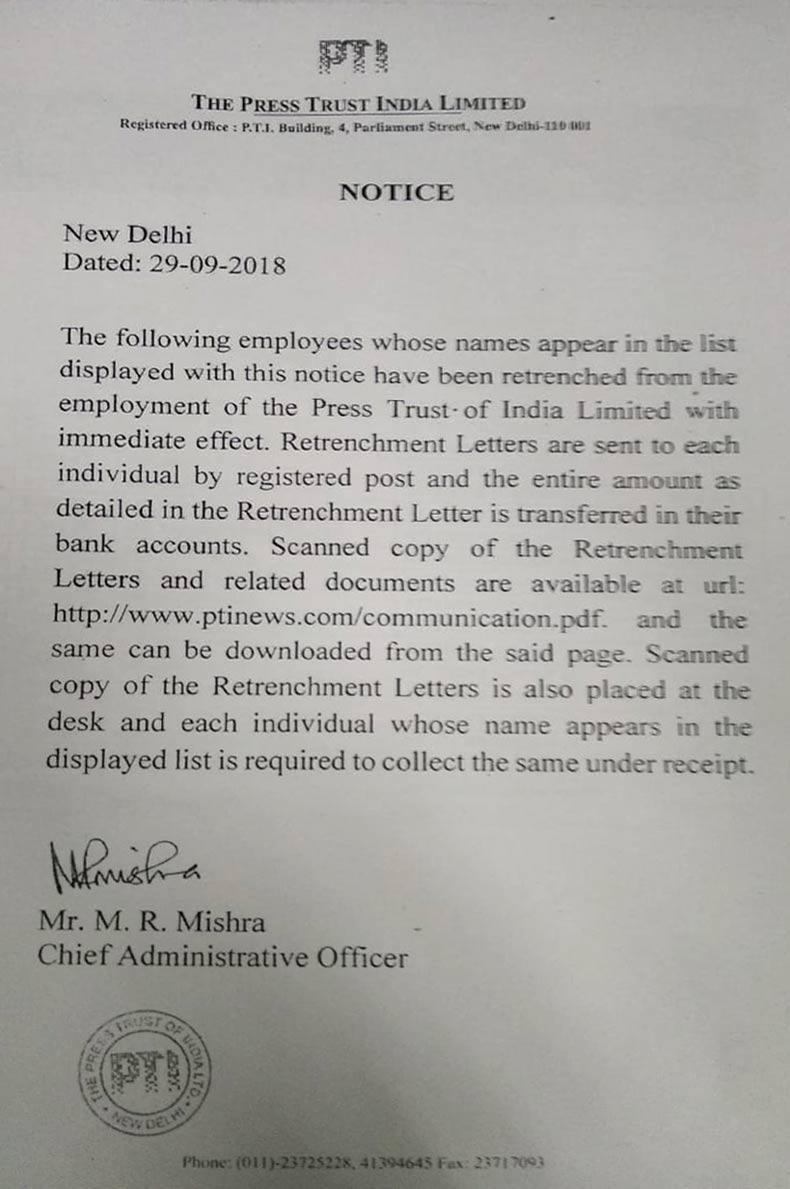 PTI
THE PRESS TRUST INDIA LIMITED
Registered Office : P.T.I. Building, 4, Parliament Street, New Delhi-110 001
NOTICE
New Delhi
Dated: 29-09-2018
The following employees whose names appear in the list
displayed with this notice have been retrenched from the
employment of the Press Trust of India Limited with
immediate effect. Retrenchment Letters are sent to each
individual by registered post and the entire amount as
detailed in the Retrenchment Letter is transferred in their
bank accounts. Scanned copy of the Retrenchment
Letters and related documents are available at url:
http://www.ptinews.com/communication.pdf. and the
same can be downloaded from the said page. Scanned
copy of the Retrenchment Letters is also placed at the
desk and each individual whose name appears in the
displayed list is required to collect the same under receipt.
Mr. M. R. Mishra
Chief Administrative Officer
THE PRESS TRUST OF INDIA LTD.
PTI
NEW DELHI
Phone: (011)-23725228, 41394645 Fax: 23717093